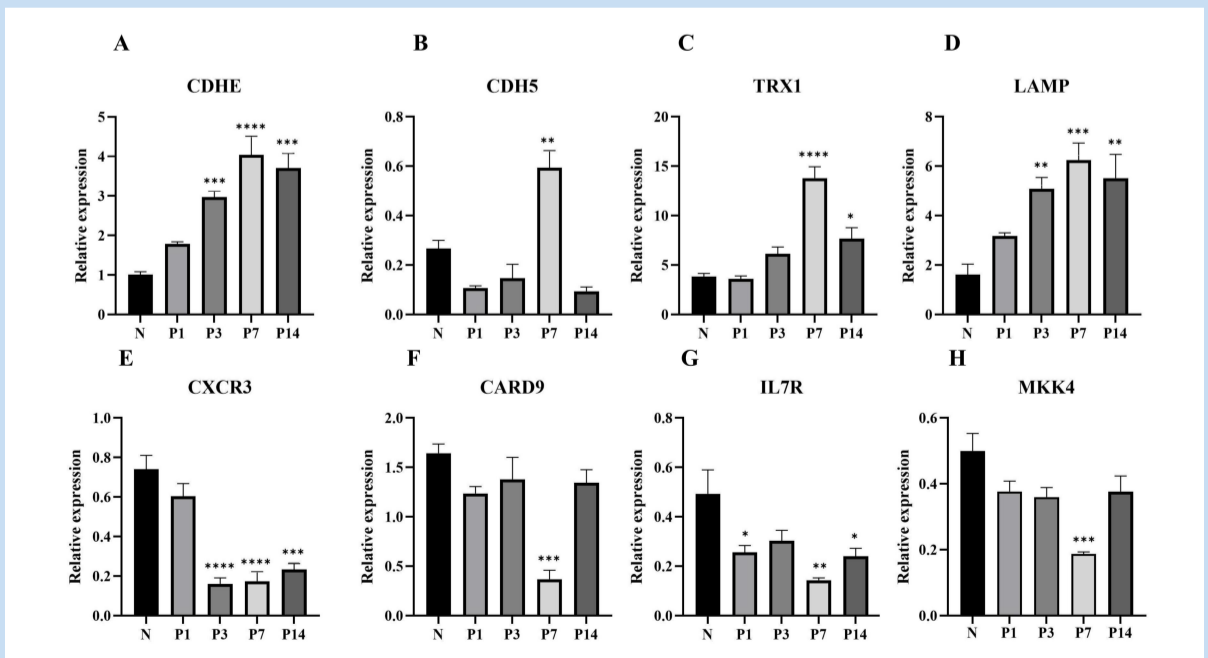 A
B
C
D
CDHE
CDH5
TRX1
LAMP
Relative expression
5
4
3
2
1
0
***
****
***
N P1 P3 P7 P14
Relative expression
0.8
0.6
0.4
0.2
0.0
**
N P1 P3 P7 P14
Relative expression
20
15
10
5
0
****
*
N P1 P3 P7 P14
Relative expression
8
6
4
2
0
**
***
**
N P1 P3 P7 P14
E
F
G
H
CXCR3
CARD9
IL7R
MKK4
Relative expression
1.0
0.8
0.6
0.4
0.2
0.0
****
****
***
N P1 P3 P7 P14
Relative expression
2.0
1.5
1.0
0.5
0.0
***
N P1 P3 P7 P14
Relative expression
0.8
0.6
0.4
0.2
0.0
*
**
*
N P1 P3 P7 P14
Relative expression
0.6
0.4
0.2
0.0
***
N P1 P3 P7 P14